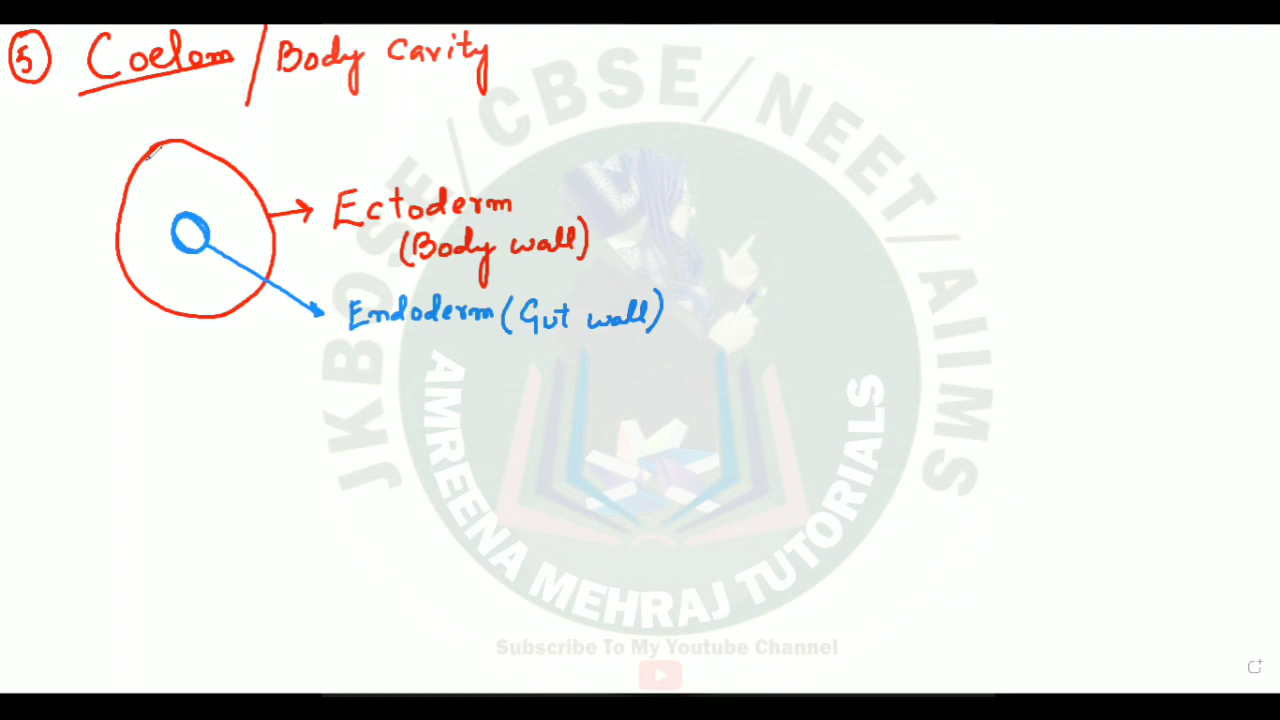 5 Coelom / Body Cavity
Ectoderm
(Body wall)
Endoderm (Gut wall)
JKBOSE/CBSE/NEET/AIIMS
AMREENA MEHRAJ TUTORIALS
Subscribe To My Youtube Channel